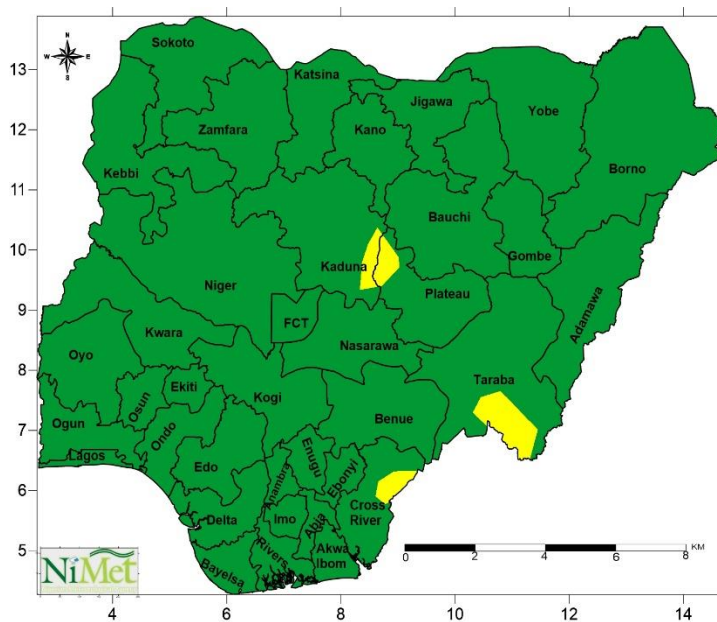 N
W E
S
Sokoto
Katsina
13
Jigawa
Yobe
Zamfara
Kano
12
Borno
Kebbi
11
Bauchi
10
Kaduna
Gombe
Niger
Plateau
Adamawa
9
FCT
Kwara
Nasarawa
Oyo
8
Taraba
Ekiti
Kogi
Osun
Benue
7
Ogun
Ondo
Enugu
Lagos
Edo
Anambra
Ebonyi
6
Cross
River
Delta
Imo
Abia
5
Rivers
Akwa
Ibom
Bayelsa
KM
0 2 4 6 8
NiMet
4 6 8 10 12 14